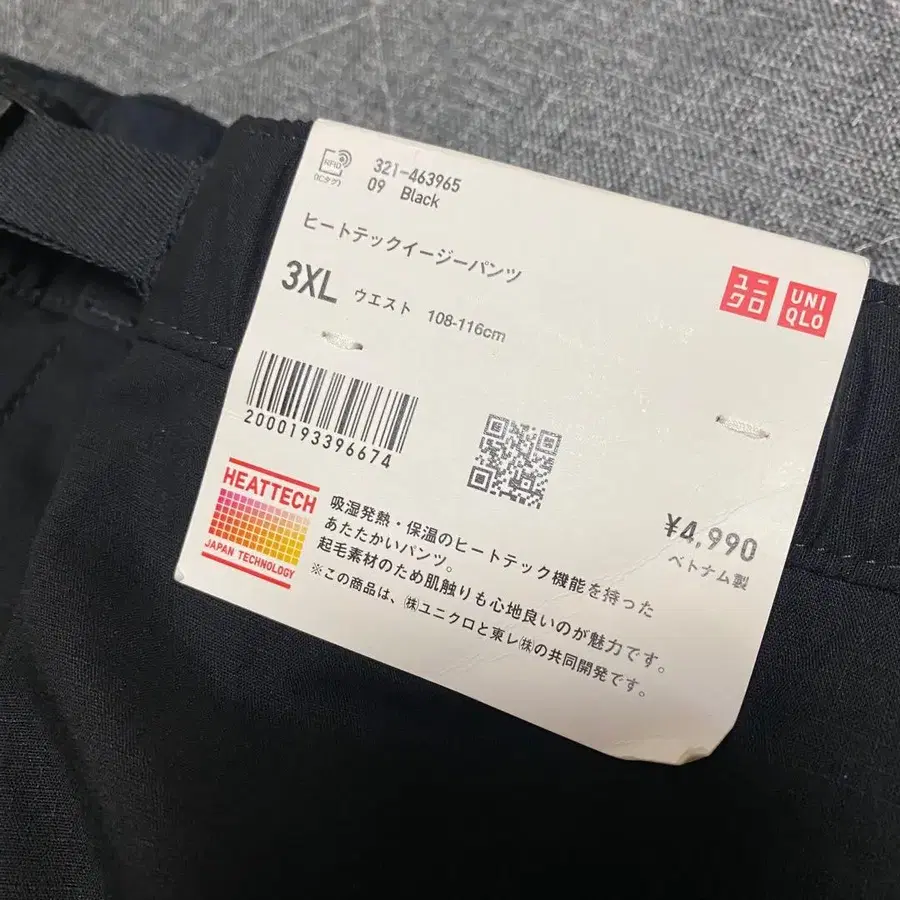 RFID
(ICタグ)
321-463965
09 Black
ヒートテックイージーパンツ
3XL ウエスト 108-116cm
ユニ
クロ
UNI
QLO
2000193396674
HEATTECH
JAPAN TECHNOLOGY
吸湿発熱・保温のヒートテック機能を持った
あたたかいパンツ。
起毛素材のため肌触りも心地良いのが魅力です。
※この商品は、㈱ユニクロと東レ㈱の共同開発です。
¥4,990
ベトナム製